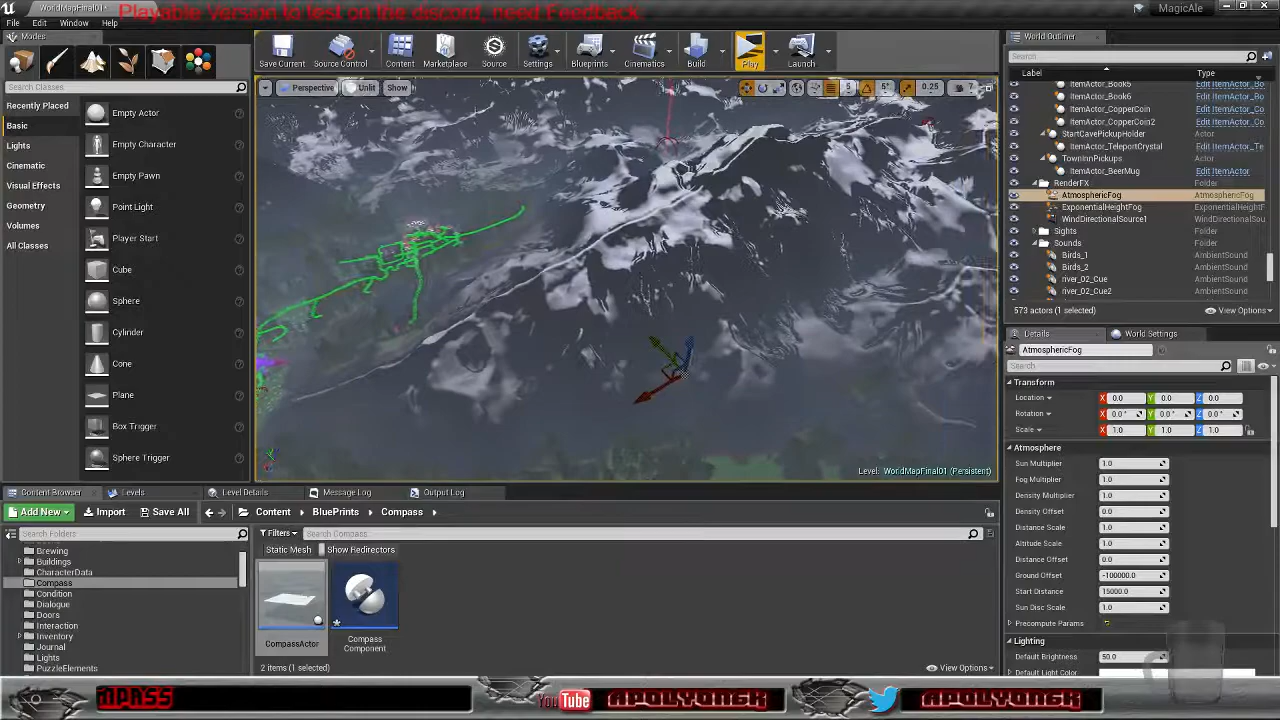 WorldMapFinal01*
Playable Version to test on the discord, need Feedback.
MagicAle
File Edit Window Help
Modes
Search Classes
Recently Placed
Basic
Lights
Cinematic
Visual Effects
Geometry
Volumes
All Classes
Empty Actor
Empty Character
Empty Pawn
Point Light
Player Start
Cube
Sphere
Cylinder
Cone
Plane
Box Trigger
Sphere Trigger
Save Current
Source Control
Content
Marketplace
Source
Settings
Blueprints
Cinematics
Build
Play
Launch
Perspective
Unlit
Show
5
5°
0.25
7
Level: WorldMapFinal01 (Persistent)
World Outliner
Search...
Label Type
ItemActor_Book5 Edit ItemActor_Bo
ItemActor_Book6 Edit ItemActor_Bo
ItemActor_CopperCoin Edit ItemActor_Co
ItemActor_CopperCoin2 Edit ItemActor_Co
StartCavePickupHolder Actor
ItemActor_TeleportCrystal Edit ItemActor_Te
TownInnPickups Actor
ItemActor_BeerMug Edit ItemActor
RenderFX Folder
AtmosphericFog AtmosphericFog
ExponentialHeightFog ExponentialHeightF
WindDirectionalSource1 WindDirectionalSou
Sights Folder
Sounds Folder
Birds_1 AmbientSound
Birds_2 AmbientSound
river_02_Cue AmbientSound
river_02_Cue2 AmbientSound
573 actors (1 selected)
View Options
Details
World Settings
AtmosphericFog
Search
Transform
Location X 0.0 Y 0.0 Z 0.0
Rotation X 0.0 ° Y 0.0 ° Z 0.0 °
Scale X 1.0 Y 1.0 Z 1.0
Atmosphere
Sun Multiplier 1.0
Fog Multiplier 1.0
Density Multiplier 1.0
Density Offset 0.0
Distance Scale 1.0
Altitude Scale 1.0
Distance Offset 0.0
Ground Offset -100000.0
Start Distance 15000.0
Sun Disc Scale 1.0
Precompute Params
Lighting
Default Brightness 50.0
Default Light Color
Content Browser
Levels
Level Details
Message Log
Output Log
Add New
Import
Save All
Content
BluePrints
Compass
Search Folders
Filters
Search Compass
Static Mesh
Show Redirectors
Brewing
Buildings
CharacterData
Compass
Condition
Dialogue
Doors
Interaction
Inventory
Journal
Lights
PuzzleElements
CompassActor
Compass
Component
2 items (1 selected)
View Options
YouTube